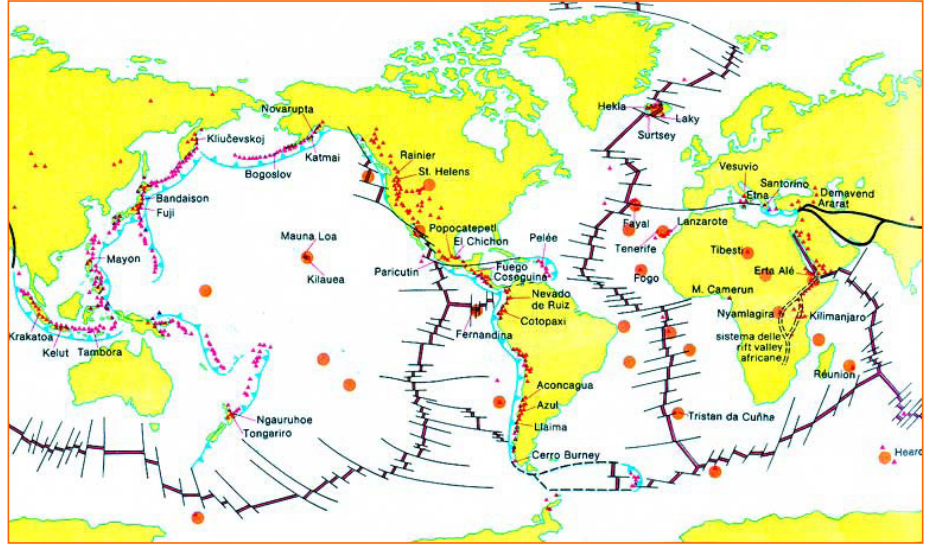 Novarupta
Kliučevskoj
Katmai
Bogoslov
Bandaison
Fuji
Mayon
Krakatoa
Kelut
Tambora
Mauna Loa
Kilauea
Ngauruhoe
Tongariro
Rainier
St. Helens
Popocatepetl
El Chichon
Paricutin
Fuego
Coseguina
Pelée
Nevado
de Ruiz
Cotopaxi
Fernandina
Aconcagua
Azul
Llaima
Cerro Burney
Hekla
Laky
Surtsey
Vesuvio
Etna
Santorino
Demavend
Ararat
Fayal
Lanzarote
Tenerife
Fogo
Tibesti
Erta Alé
M. Camerun
Nyamlagira
Kilimanjaro
sistema delle
rift valley
africane
Réunion
Tristan da Cuñha
Heard